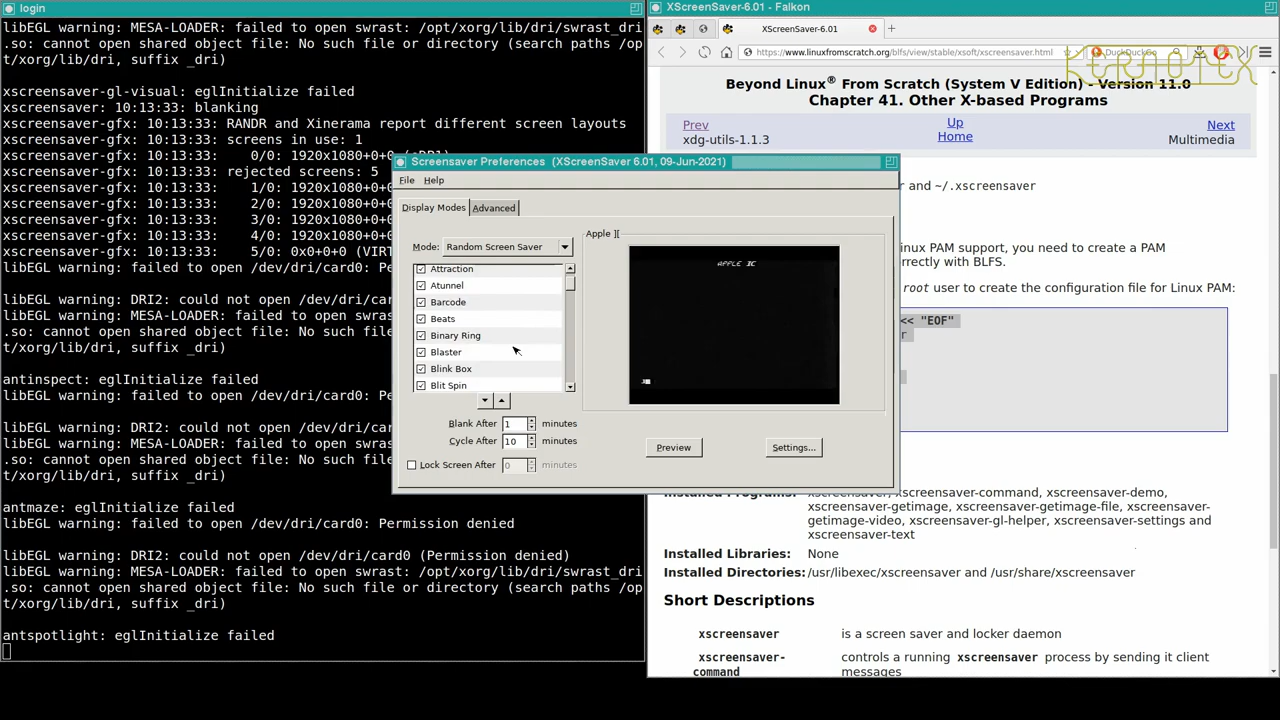 login
libEGL warning: MESA-LOADER: failed to open swrast: /opt/xorg/lib/dri/swrast_dri
.so: cannot open shared object file: No such file or directory (search paths /op
t/xorg/lib/dri, suffix _dri)
xscreensaver-gl-visual: eglInitialize failed
xscreensaver: 10:13:33: blanking
xscreensaver-gfx: 10:13:33: RANDR and Xinerama report different screen layouts
xscreensaver-gfx: 10:13:33: screens in use: 1
xscreensaver-gfx: 10:13:33:    0/0: 1920x1080+0+0
xscreensaver-gfx: 10:13:33: rejected screens: 5
xscreensaver-gfx: 10:13:33:    1/0: 1920x1080+0+
xscreensaver-gfx: 10:13:33:    2/0: 1920x1080+0+
xscreensaver-gfx: 10:13:33:    3/0: 1920x1080+0+
xscreensaver-gfx: 10:13:33:    4/0: 1920x1080+0+
xscreensaver-gfx: 10:13:33:    5/0: 0x0+0+0 (VIRT
libEGL warning: failed to open /dev/dri/card0: Pe
libEGL warning: DRI2: could not open /dev/dri/car
libEGL warning: MESA-LOADER: failed to open swras
.so: cannot open shared object file: No such file
t/xorg/lib/dri, suffix _dri)
antinspect: eglInitialize failed
libEGL warning: failed to open /dev/dri/card0: Pe
libEGL warning: DRI2: could not open /dev/dri/car
libEGL warning: MESA-LOADER: failed to open swras
.so: cannot open shared object file: No such file
t/xorg/lib/dri, suffix _dri)
antmaze: eglInitialize failed
libEGL warning: failed to open /dev/dri/card0: Permission denied
libEGL warning: DRI2: could not open /dev/dri/card0 (Permission denied)
libEGL warning: MESA-LOADER: failed to open swrast: /opt/xorg/lib/dri/swrast_dri
.so: cannot open shared object file: No such file or directory (search paths /op
t/xorg/lib/dri, suffix _dri)
antspotlight: eglInitialize failed
Screensaver Preferences  (XScreenSaver 6.01, 09-Jun-2021)
File Help
Display Modes Advanced
Mode: Random Screen Saver
Attraction
Atunnel
Barcode
Beats
Binary Ring
Blaster
Blink Box
Blit Spin
Blank After 1 minutes
Cycle After 10 minutes
Lock Screen After 0 minutes
Apple ][
APPLE ][
Preview Settings...
XScreenSaver-6.01 - Falkon
XScreenSaver-6.01
https://www.linuxfromscratch.org/blfs/view/stable/xsoft/xscreensaver.html
DuckDuckGo
KERNOTEX
Beyond Linux® From Scratch (System V Edition) - Version 11.0
Chapter 41. Other X-based Programs
Prev Up Next
xdg-utils-1.1.3 Home Multimedia
r and ~/.xscreensaver
inux PAM support, you need to create a PAM
orrectly with BLFS.
root user to create the configuration file for Linux PAM:
<< "EOF"
r
Installed Programs: xscreensaver, xscreensaver-command, xscreensaver-demo,
xscreensaver-getimage, xscreensaver-getimage-file, xscreensaver-
getimage-video, xscreensaver-gl-helper, xscreensaver-settings and
xscreensaver-text
Installed Libraries: None
Installed Directories: /usr/libexec/xscreensaver and /usr/share/xscreensaver
Short Descriptions
xscreensaver is a screen saver and locker daemon
xscreensaver- controls a running xscreensaver process by sending it client
command messages